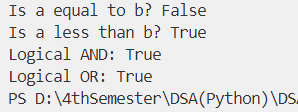 Is a equal to b? False
Is a less than b? True
Logical AND: True
Logical OR: True
PS D:\4thSemester\DSA(Python)\DS